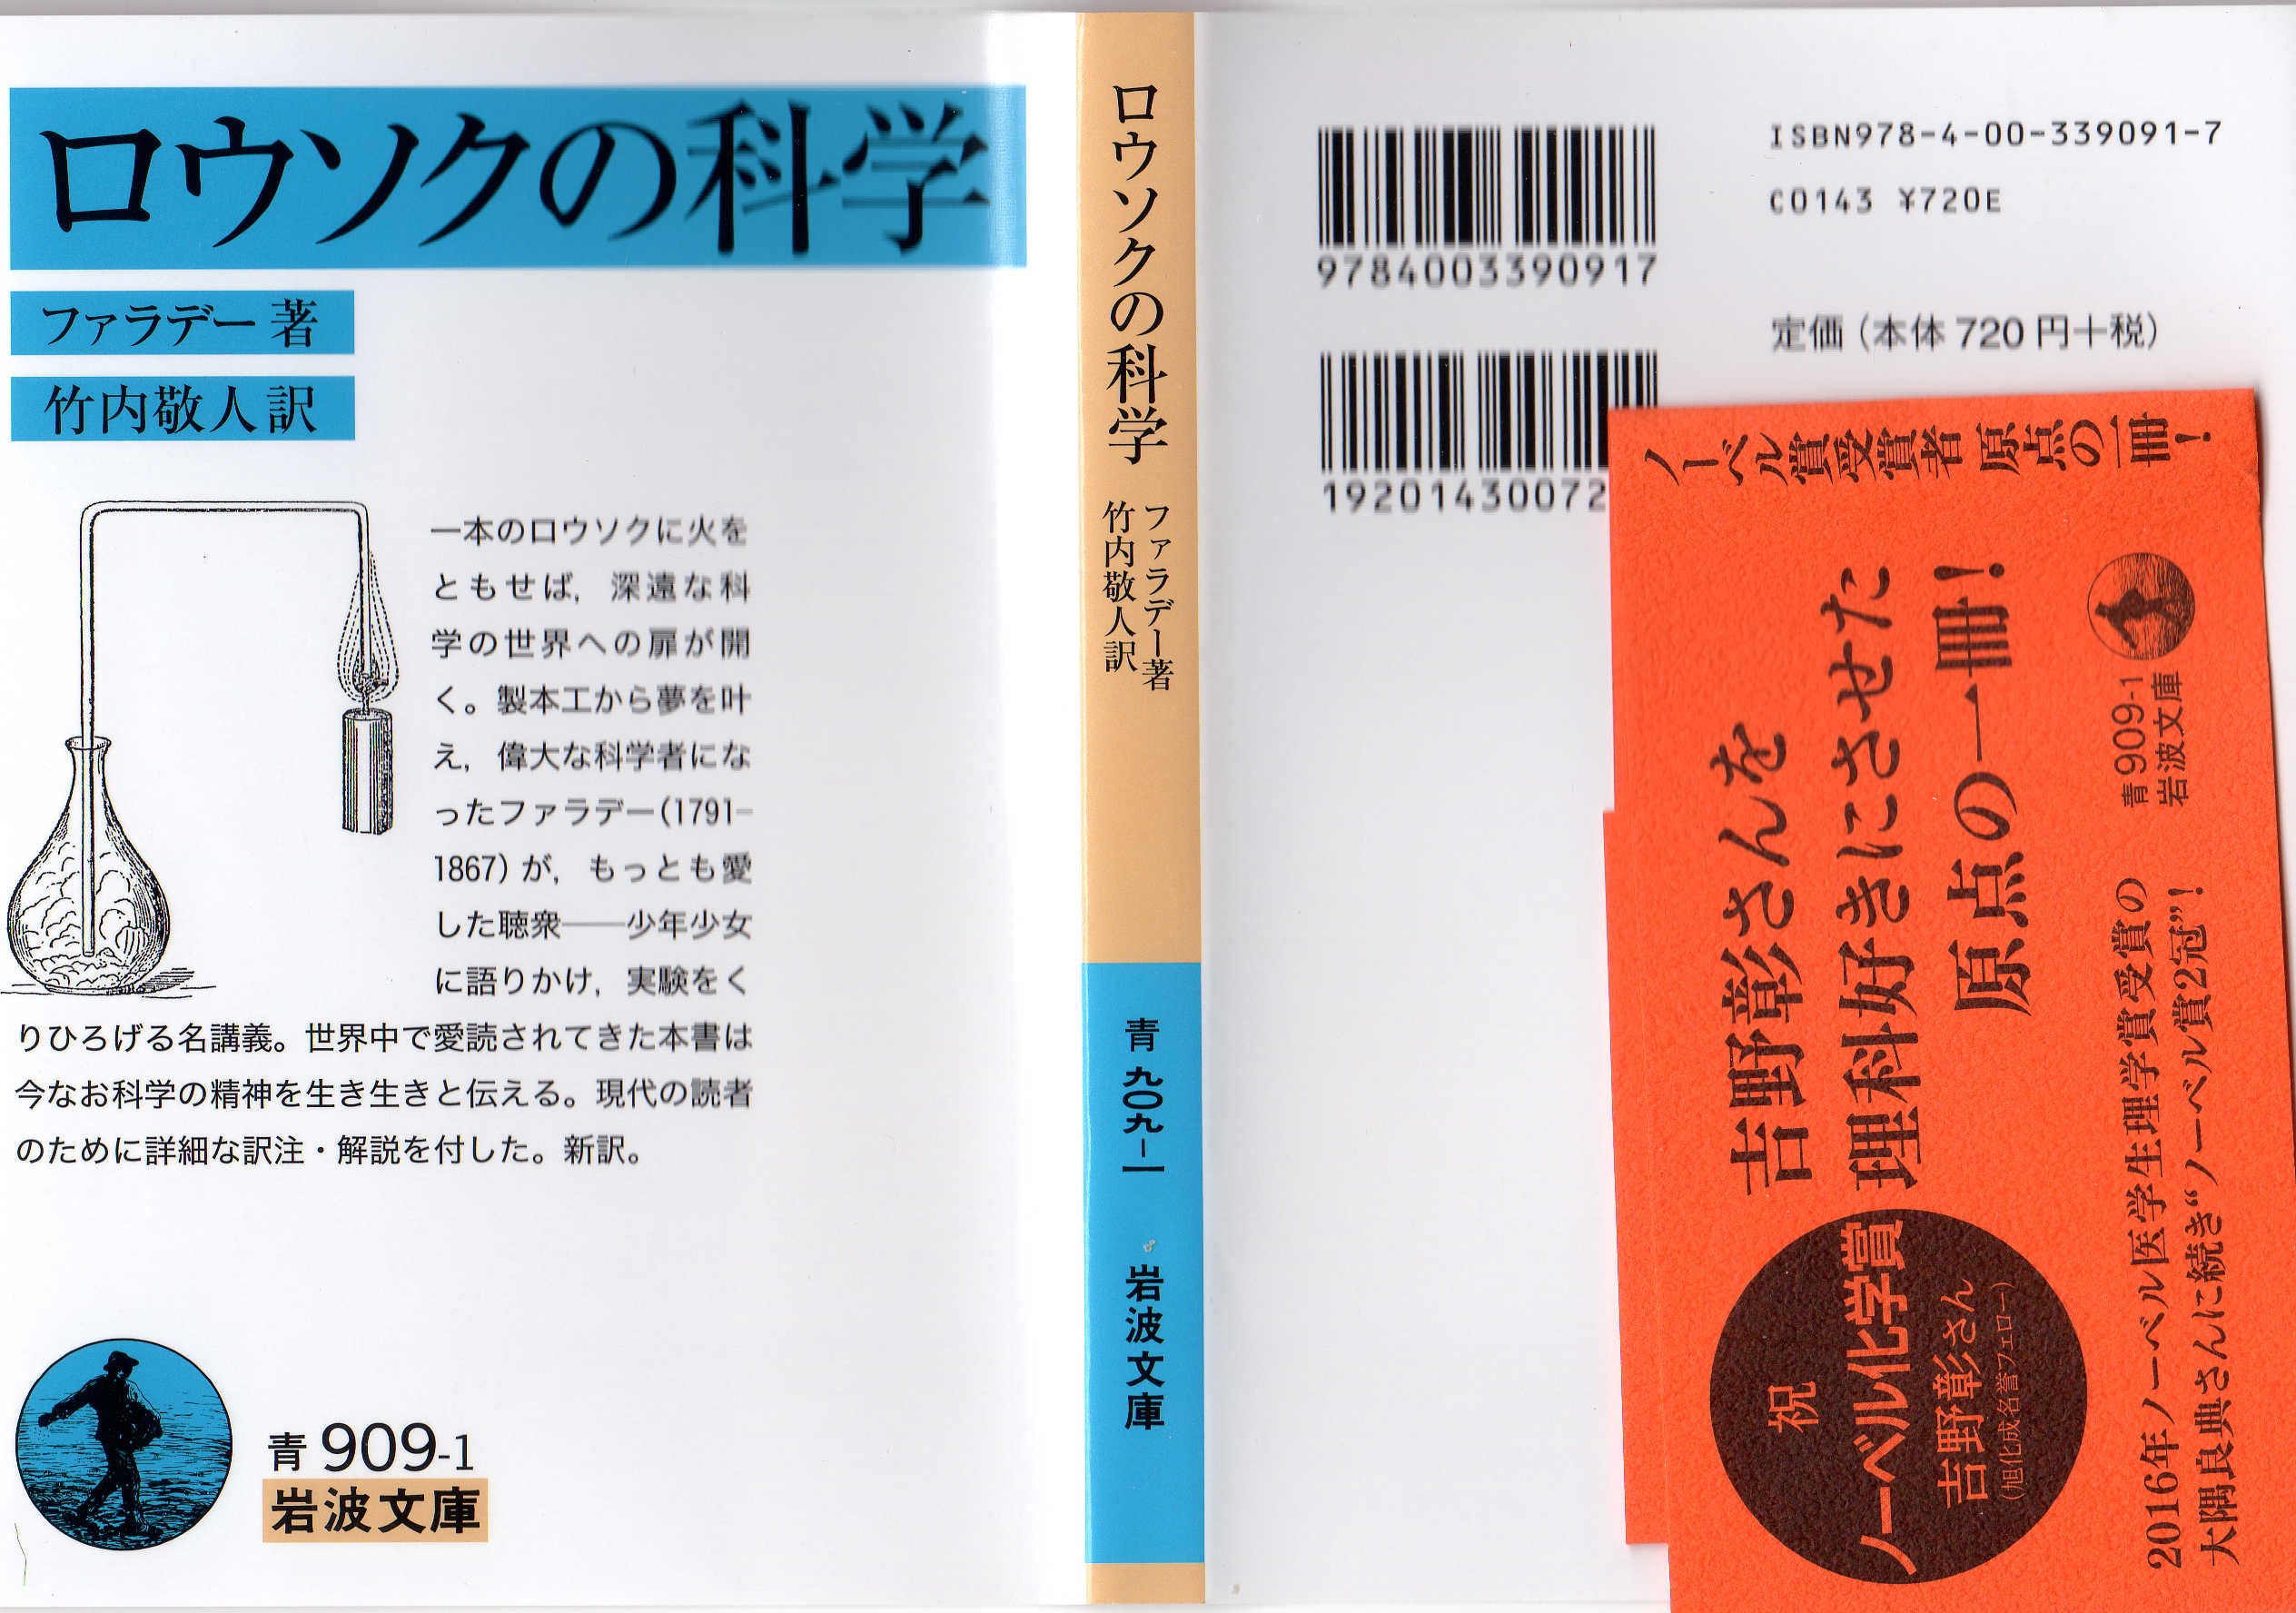 ロウソクの科学
ファラデー 著
竹内敬人訳
一本のロウソクに火を
ともせば，深遠な科
学の世界への扉が開
く。製本工から夢を叶
え，偉大な科学者にな
ったファラデー(1791-
1867)が，もっとも愛
した聴衆——少年少女
に語りかけ，実験をく
りひろげる名講義。世界中で愛読されてきた本書は
今なお科学の精神を生き生きと伝える。現代の読者
のために詳細な訳注・解説を付した。新訳。
青 909-1
岩波文庫
ロウソクの科学
ファラデー著
竹内敬人訳
青 九〇九-一
岩波文庫
ISBN978-4-00-339091-7
C0143 ¥720E
9784003390917
定価（本体 720 円＋税）
19201430072
ノーベル賞受賞者 原点の一冊！
吉野彰さんを
理科好きにさせた
原点の一冊！
祝
ノーベル化学賞
吉野彰さん
（旭化成名誉フェロー）
青909-1
岩波文庫
2016年ノーベル医学生理学賞受賞の
大隅良典さんに続き“ノーベル賞2冠”！